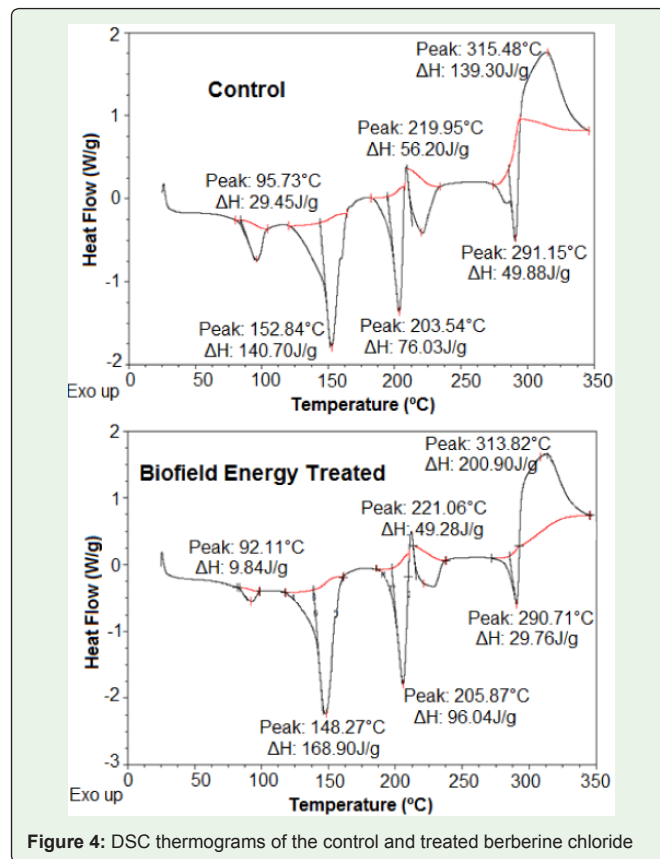 Control
Peak: 315.48°C
ΔH: 139.30J/g
Peak: 219.95°C
ΔH: 56.20J/g
Peak: 95.73°C
ΔH: 29.45J/g
Peak: 291.15°C
ΔH: 49.88J/g
Peak: 152.84°C
ΔH: 140.70J/g
Peak: 203.54°C
ΔH: 76.03J/g
Heat Flow (W/g)
2
1
0
-1
-2
Exo up
0 50 100 150 200 250 300 350
Temperature (ºC)
Biofield Energy Treated
Peak: 313.82°C
ΔH: 200.90J/g
Peak: 221.06°C
ΔH: 49.28J/g
Peak: 92.11°C
ΔH: 9.84J/g
Peak: 290.71°C
ΔH: 29.76J/g
Peak: 205.87°C
ΔH: 96.04J/g
Peak: 148.27°C
ΔH: 168.90J/g
Heat Flow (W/g)
2
1
0
-1
-2
-3
0 50 100 150 200 250 300 350
Exo up
Temperature (ºC)
Figure 4: DSC thermograms of the control and treated berberine chloride